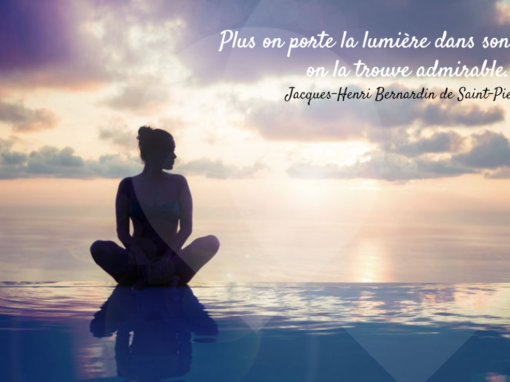 Plus on porte la lumière dans son
on la trouve admirable.
Jacques-Henri Bernardin de Saint-Pie